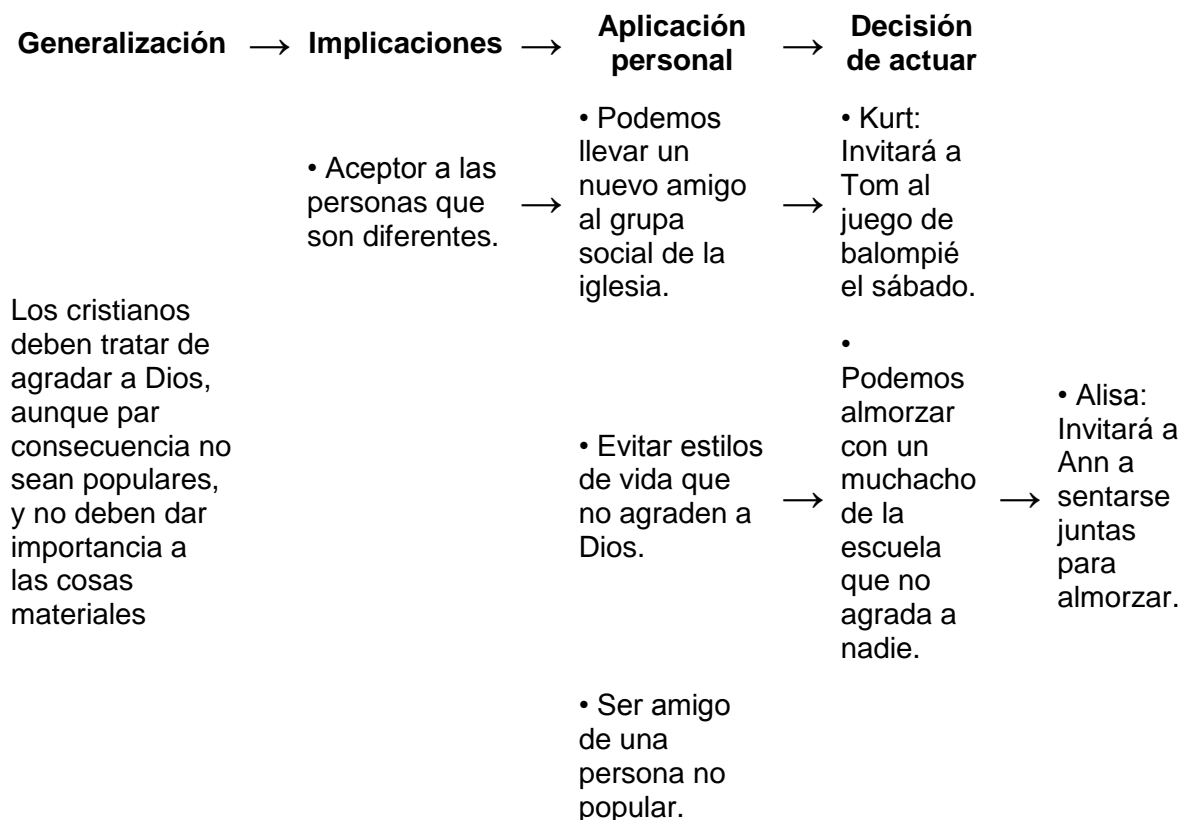 Generalización → Implicaciones → Aplicación personal → Decisión de actuar
• Aceptor a las
personas que
son diferentes.
→
• Podemos
llevar un
nuevo amigo
al grupa
social de la
iglesia.
→
• Kurt:
Invitará a
Tom al
juego de
balompié
el sábado.
Los cristianos
deben tratar de
agradar a Dios,
aunque par
consecuencia no
sean populares,
y no deben dar
importancia a
las cosas
materiales
• Evitar estilos
de vida que
no agraden a
Dios.
→
•
Podemos
almorzar
con un
muchacho
de la
escuela
que no
agrada a
nadie.
→
• Alisa:
Invitará a
Ann a
sentarse
juntas
para
almorzar.
• Ser amigo
de una
persona no
popular.